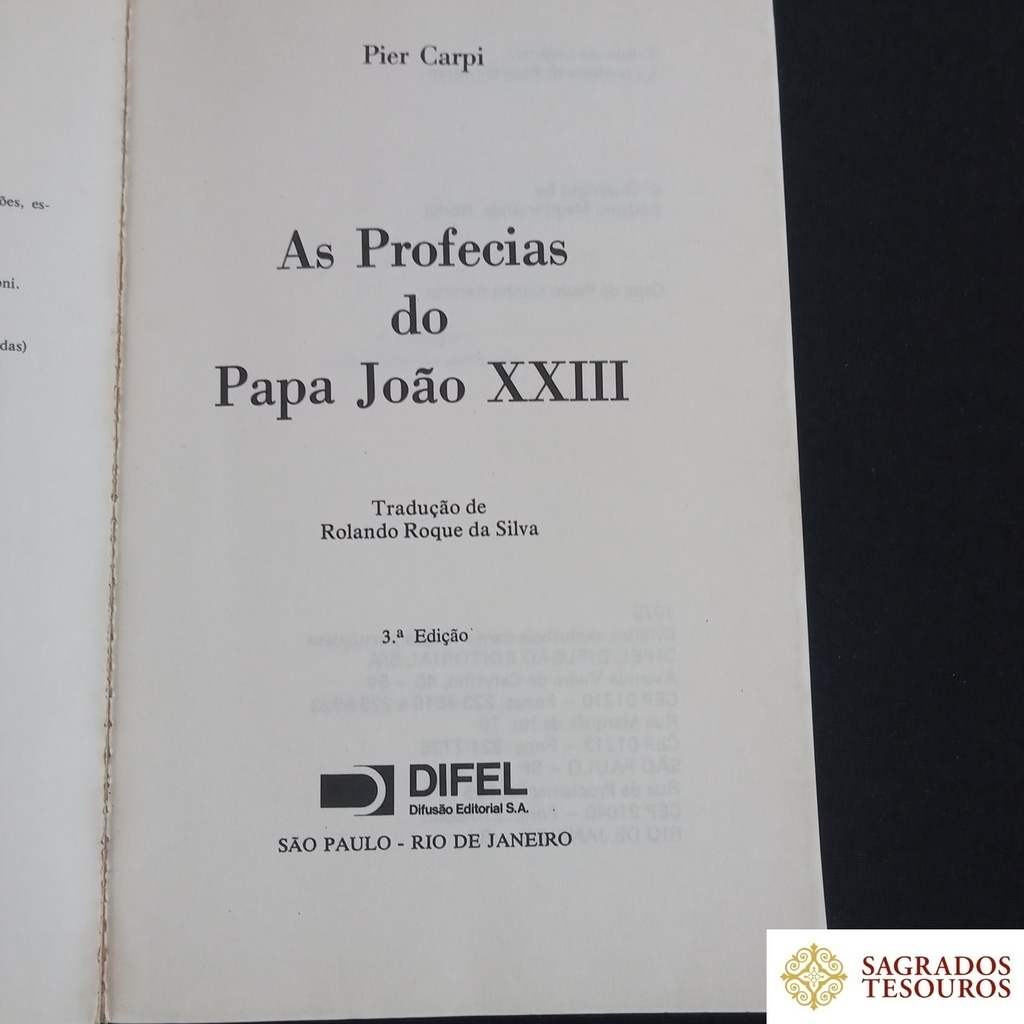 ões, es-
oni.
das)
Pier Carpi
As Profecias
do
Papa João XXIII
Tradução de
Rolando Roque da Silva
3.ª Edição
DIFEL
Difusão Editorial S.A.
SÃO PAULO - RIO DE JANEIRO
SAGRADOS
TESOUROS